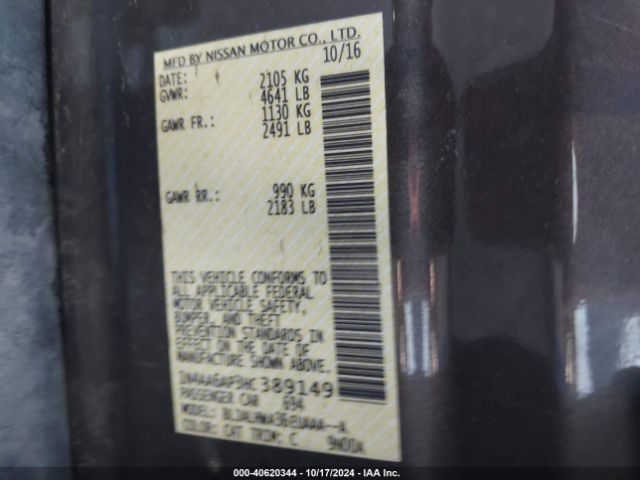 MFD BY NISSAN MOTOR CO., LTD.
DATE: 10/16
GVWR: 2105 KG
4641 LB
GAWR FR.: 1130 KG
2491 LB
GAWR RR.: 990 KG
2183 LB
THIS VEHICLE CONFORMS TO
ALL APPLICABLE FEDERAL
MOTOR VEHICLE SAFETY,
BUMPER, AND THEFT
PREVENTION STANDARDS IN
EFFECT ON THE DATE OF
MANUFACTURE SHOWN ABOVE.
1N4AA6AP3HC389149
PASSENGER CAR 694
MODEL:
COLOR: CAT TRIM: C 9N00A
000-40620344 | 10/17/2024 - IAA Inc.